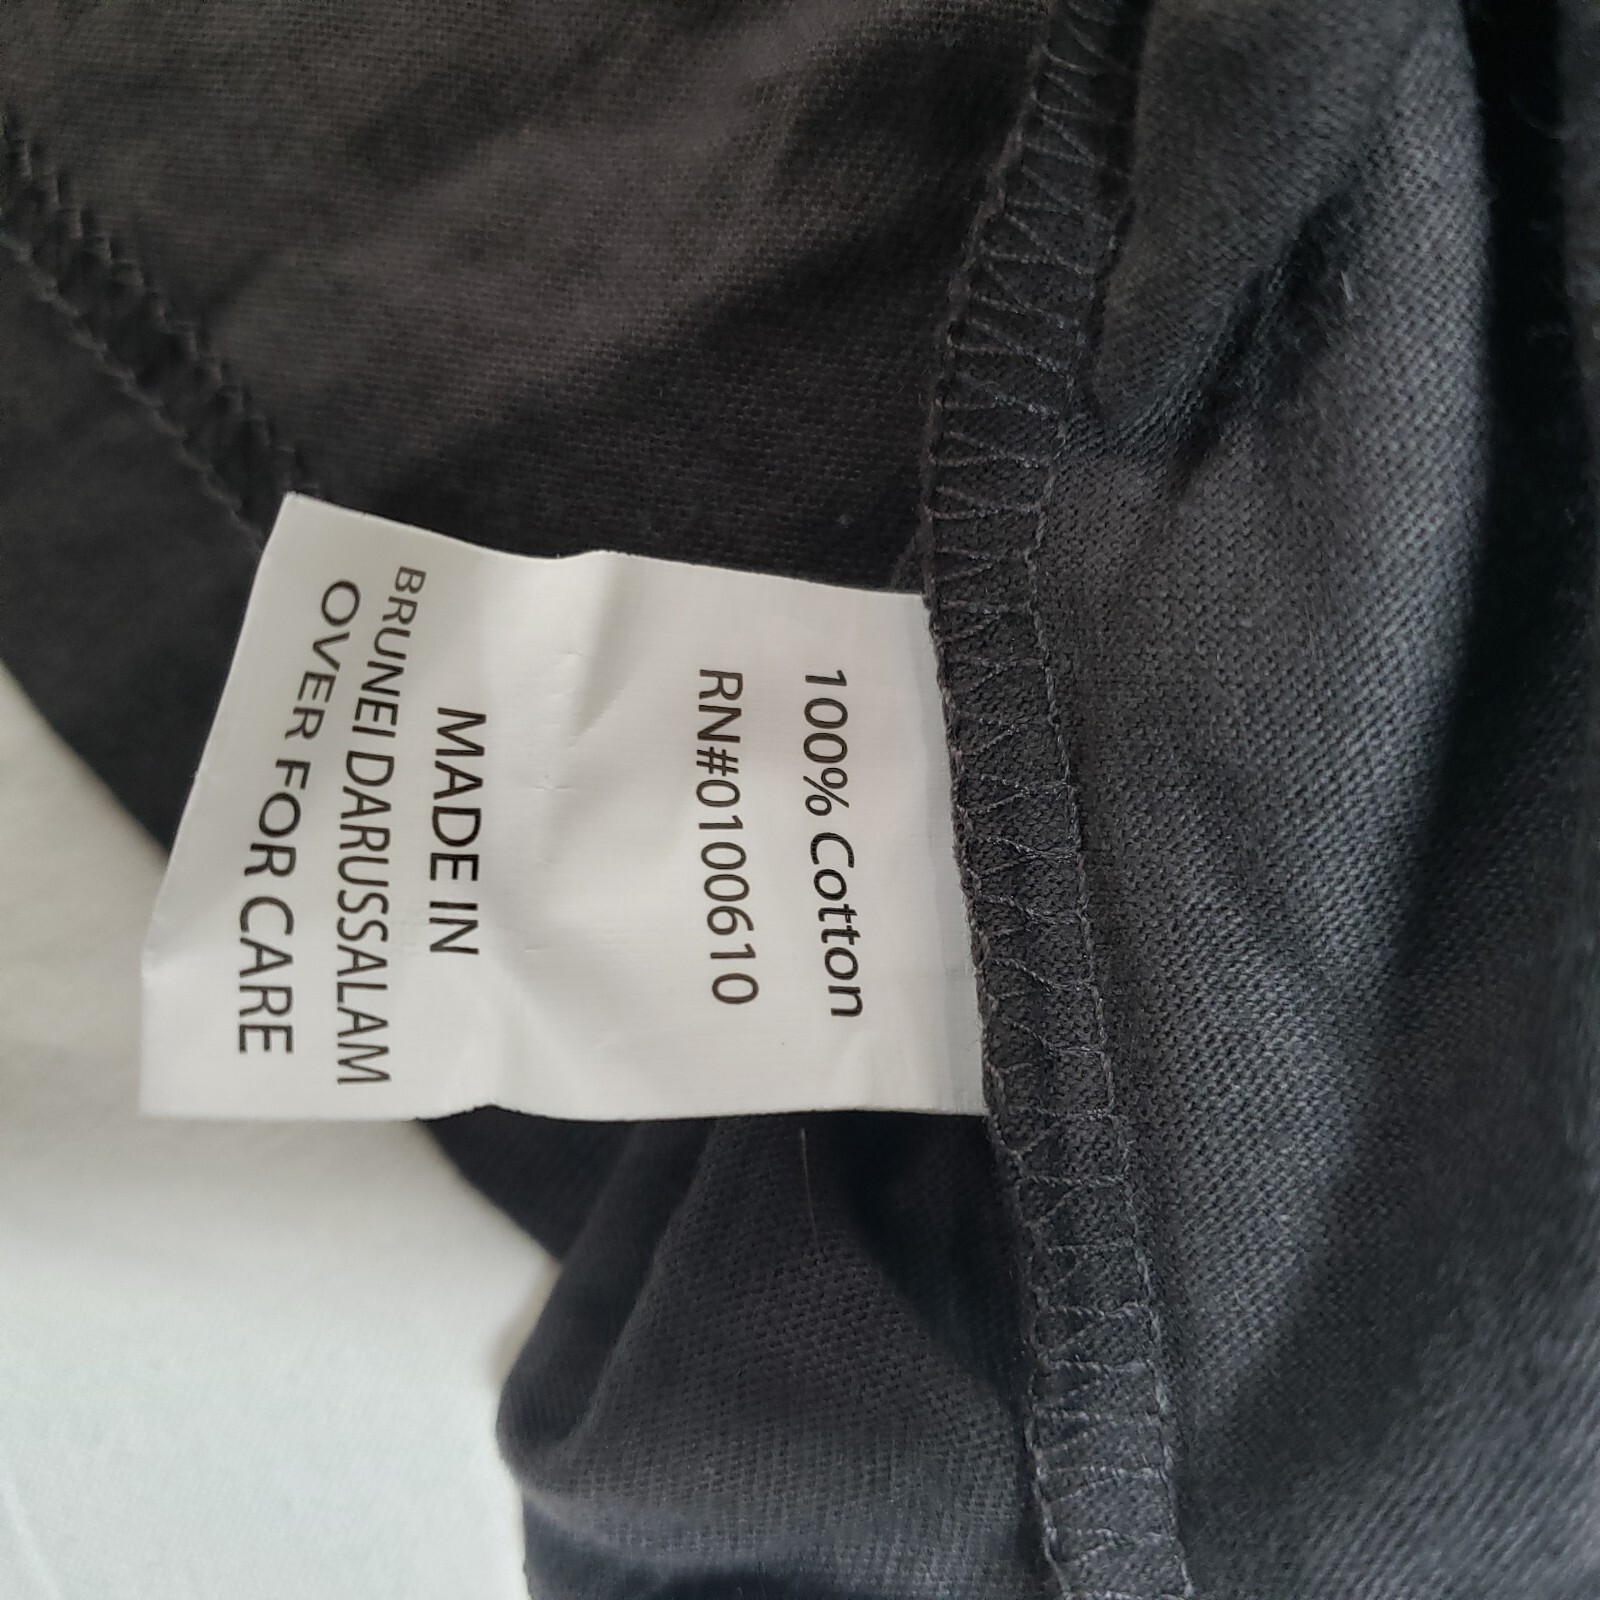 100% Cotton
RN#0100610
MADE IN
BRUNEI DARUSSALAM
OVER FOR CARE